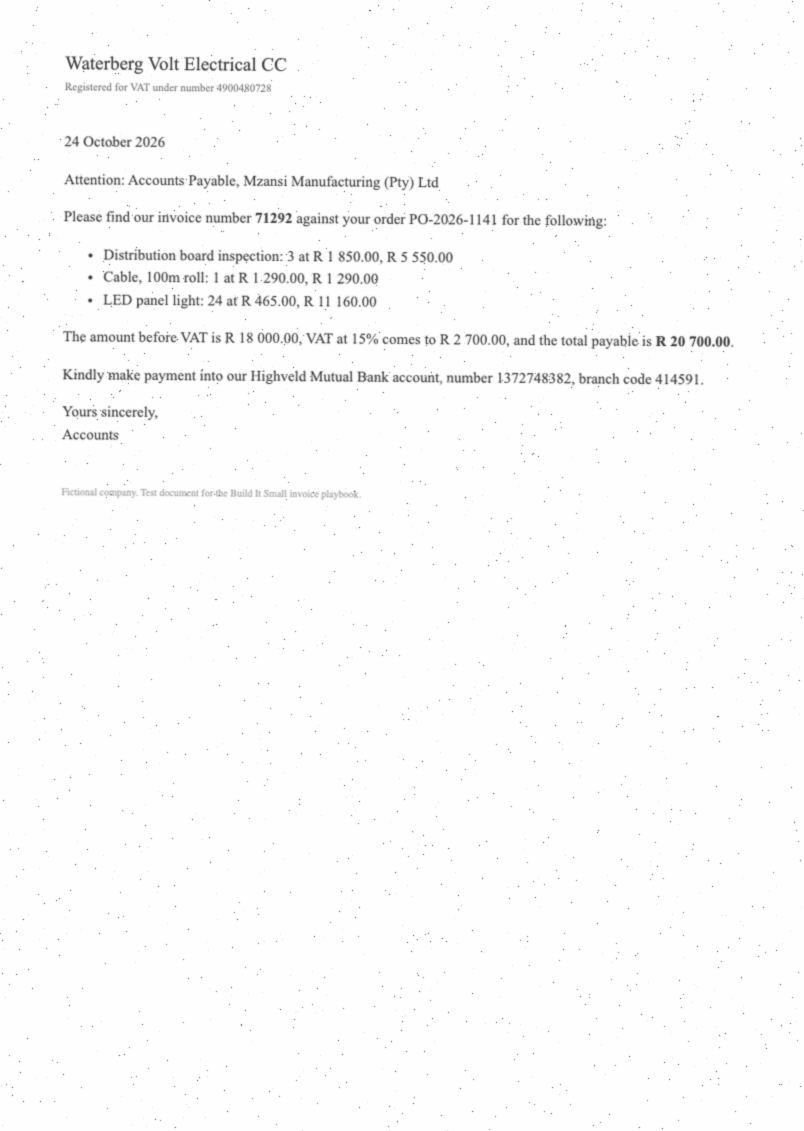 Waterberg Volt Electrical CC
Registered for VAT under number 4900480728
24 October 2026
Attention: Accounts Payable, Mzansi Manufacturing (Pty) Ltd
Please find our invoice number 71292 against your order PO-2026-1141 for the following:
• Distribution board inspection: 3 at R 1 850.00, R 5 550.00
• Cable, 100m roll: 1 at R 1 290.00, R 1 290.00
• LED panel light: 24 at R 465.00, R 11 160.00
The amount before VAT is R 18 000.00, VAT at 15% comes to R 2 700.00, and the total payable is R 20 700.00.
Kindly make payment into our Highveld Mutual Bank account, number 1372748382, branch code 414591.
Yours sincerely,
Accounts
Fictional company. Test document for the Build It Small invoice playbook.